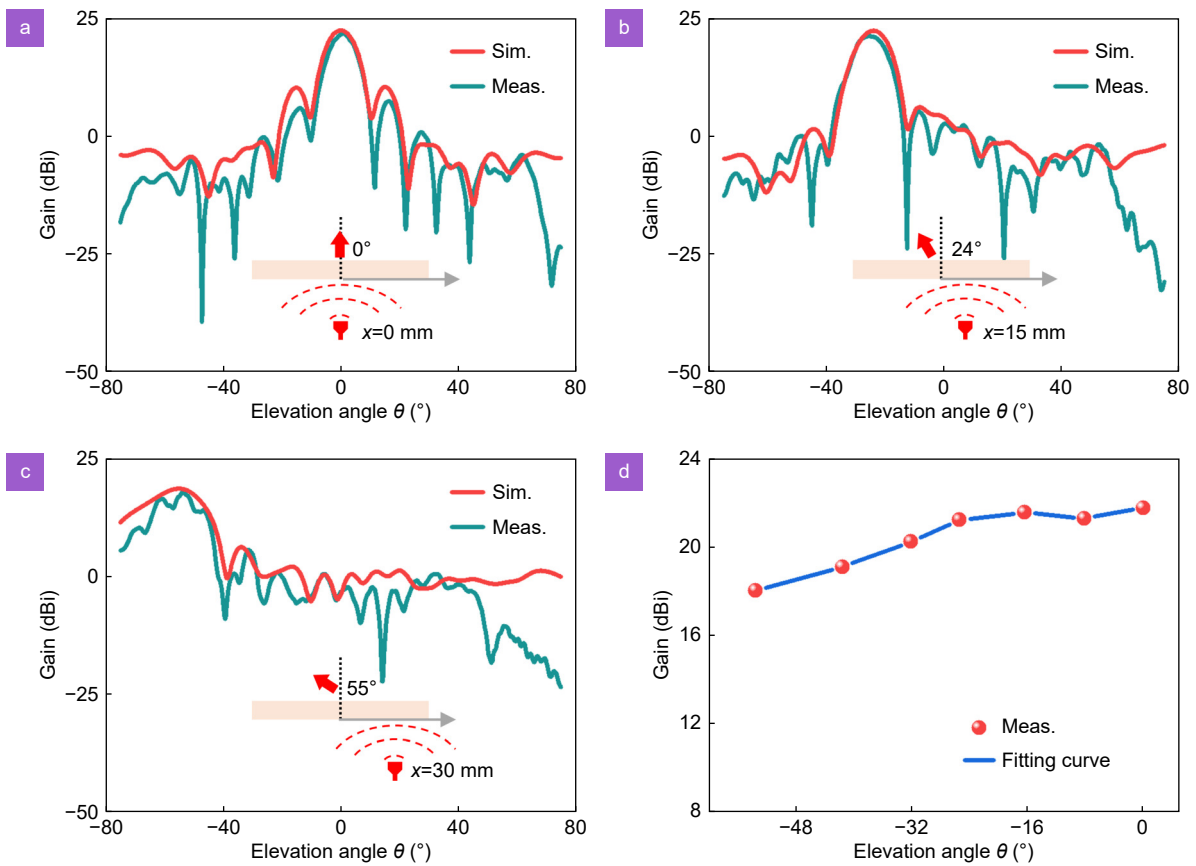 a
25
0
−25
−50
Gain (dBi)
Sim.
Meas.
0°
x=0 mm
−80
−40
0
40
80
Elevation angle θ (°)
b
25
0
−25
−50
Gain (dBi)
Sim.
Meas.
24°
x=15 mm
−80
−40
0
40
80
Elevation angle θ (°)
c
25
0
−25
−50
Gain (dBi)
Sim.
Meas.
55°
x=30 mm
−80
−40
0
40
80
Elevation angle θ (°)
d
24
20
16
12
8
Gain (dBi)
Meas.
Fitting curve
−48
−32
−16
0
Elevation angle θ (°)